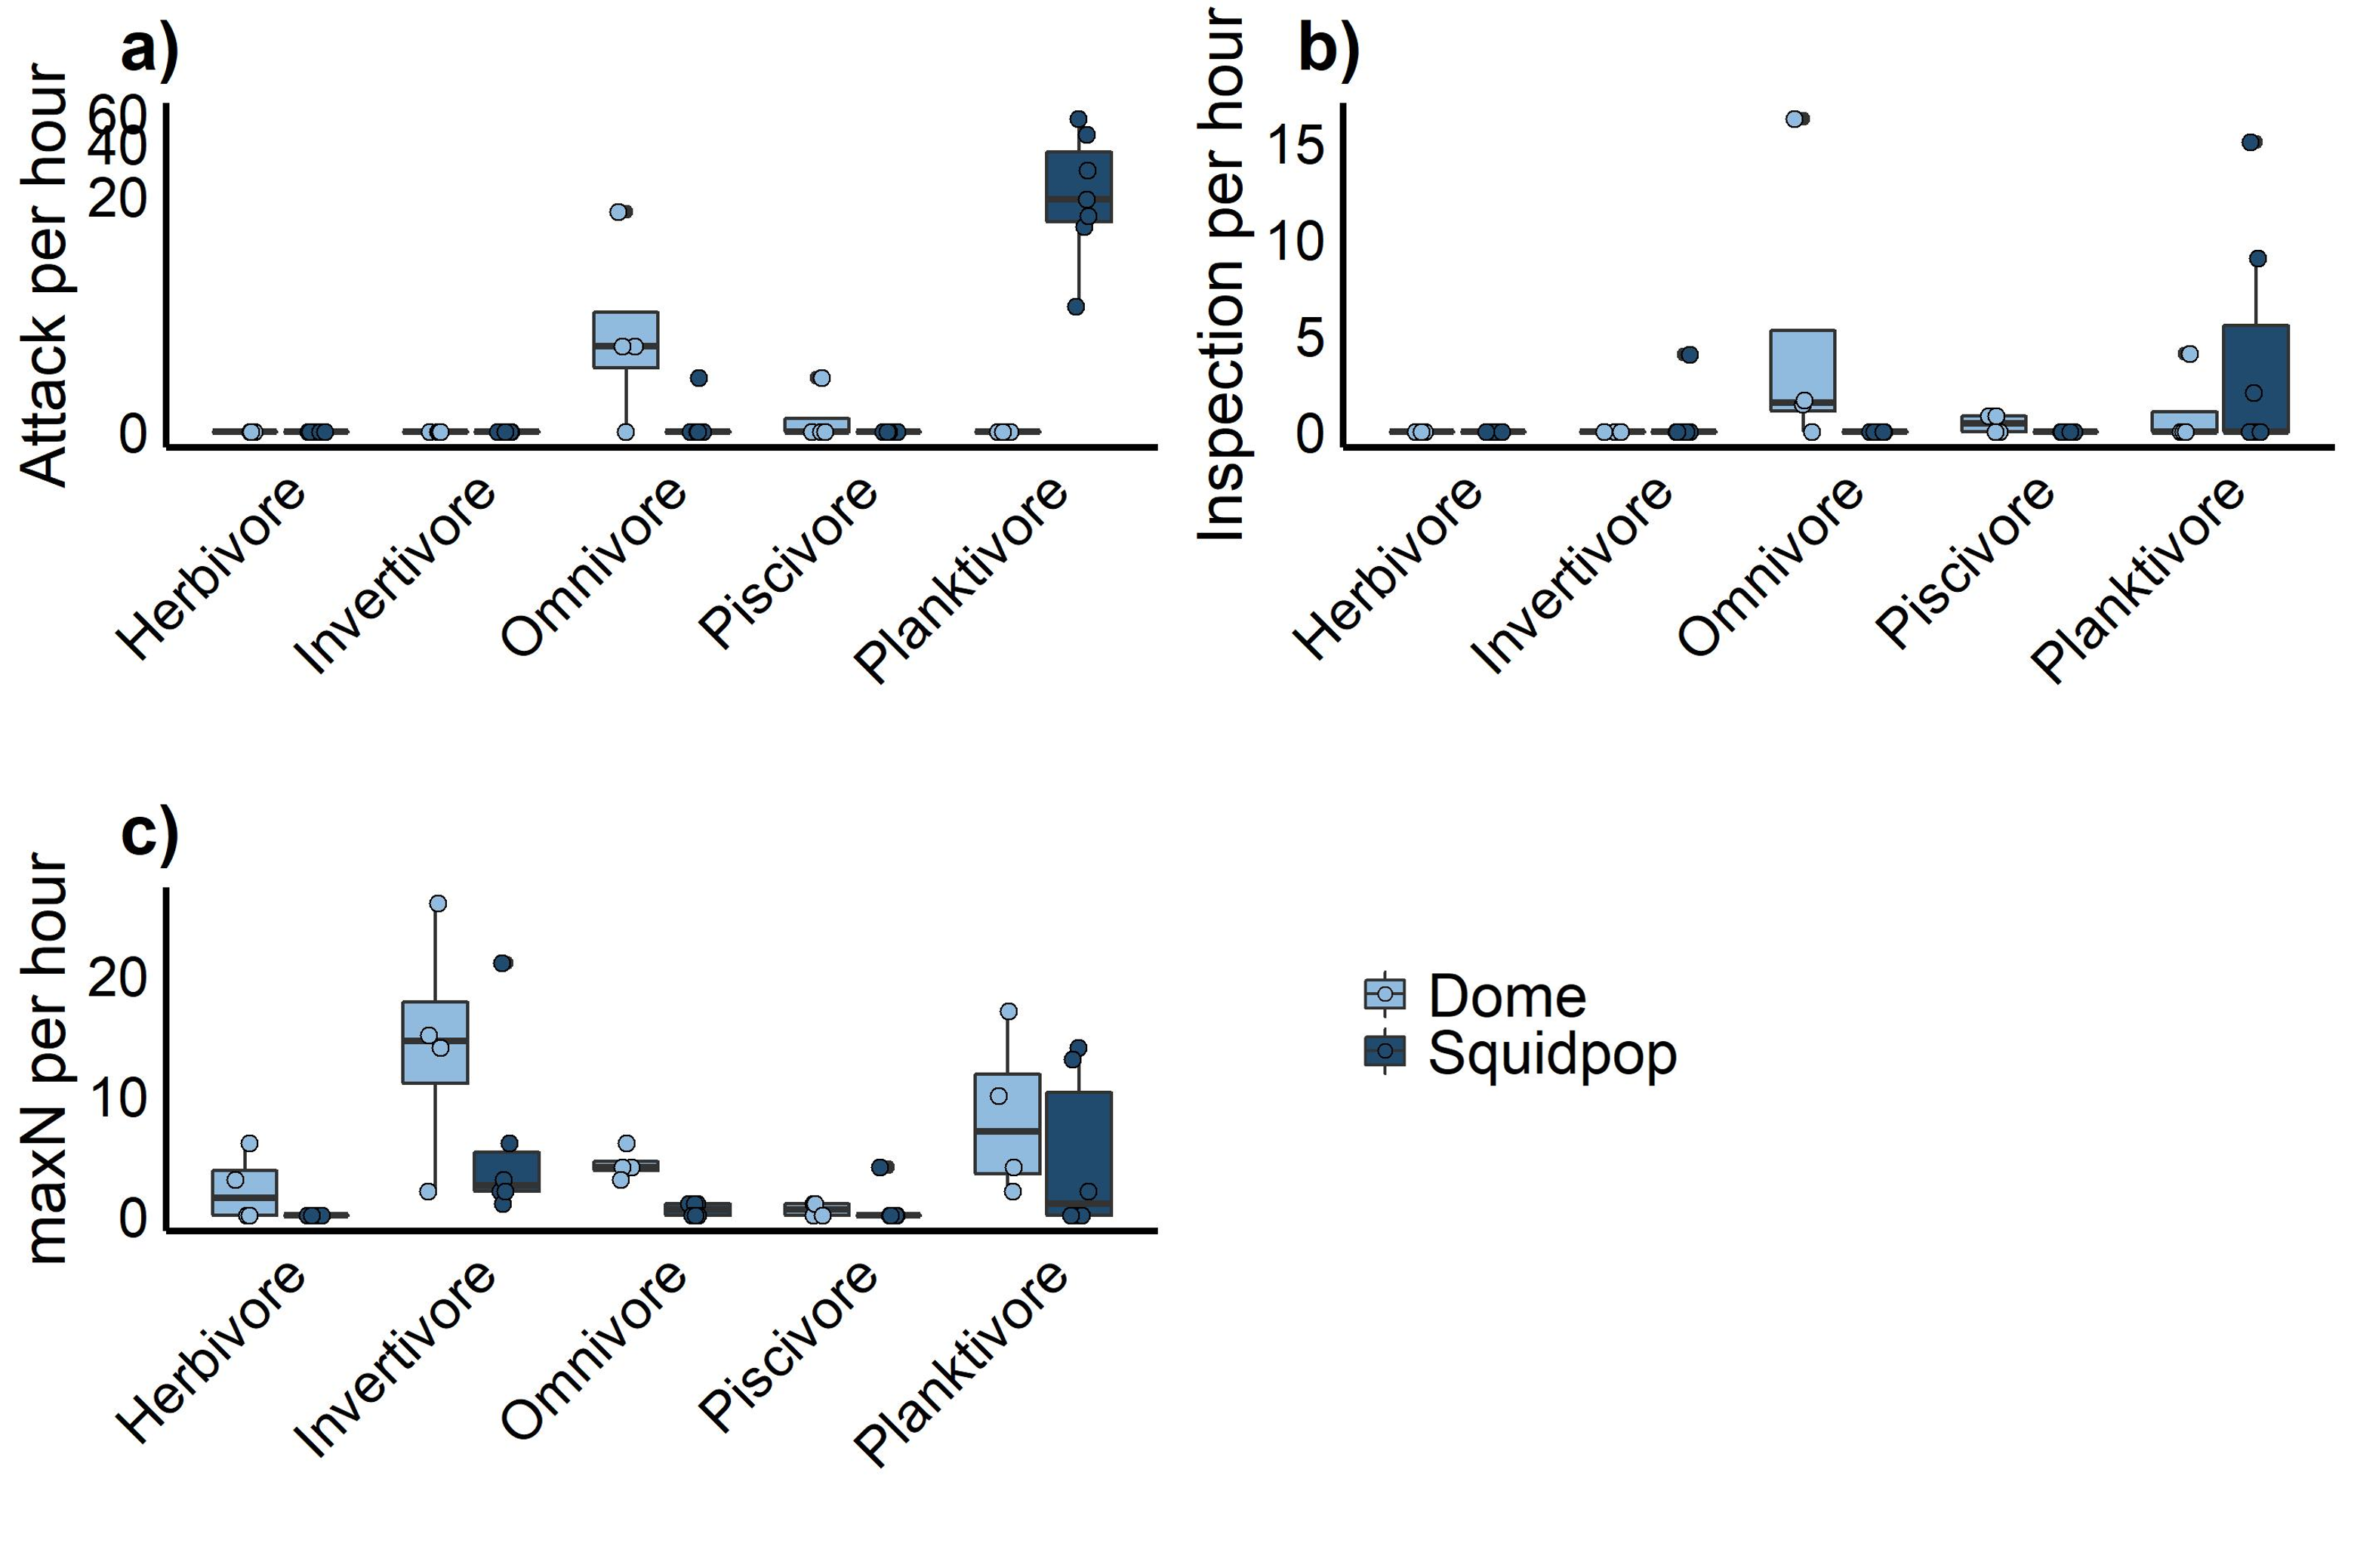 a)
Attack per hour
60
40
20
0
Herbivore
Invertivore
Omnivore
Piscivore
Planktivore
b)
Inspection per hour
15
10
5
0
Herbivore
Invertivore
Omnivore
Piscivore
Planktivore
c)
maxN per hour
20
10
0
Herbivore
Invertivore
Omnivore
Piscivore
Planktivore
Dome
Squidpop